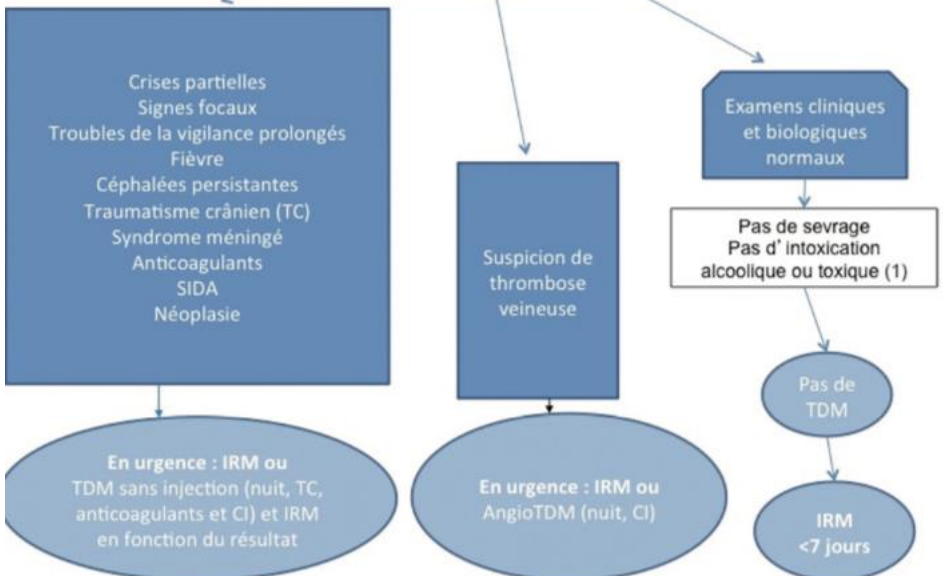 Crises partielles
Signes focaux
Troubles de la vigilance prolongés
Fièvre
Céphalées persistantes
Traumatisme crânien (TC)
Syndrome méningé
Anticoagulants
SIDA
Néoplasie
En urgence : IRM ou
TDM sans injection (nuit, TC,
anticoagulants et CI) et IRM
en fonction du résultat
Suspicion de
thrombose
veineuse
En urgence : IRM ou
AngioTDM (nuit, CI)
Examens cliniques
et biologiques
normaux
Pas de sevrage
Pas d' intoxication
alcoolique ou toxique (1)
Pas de
TDM
IRM
<7 jours